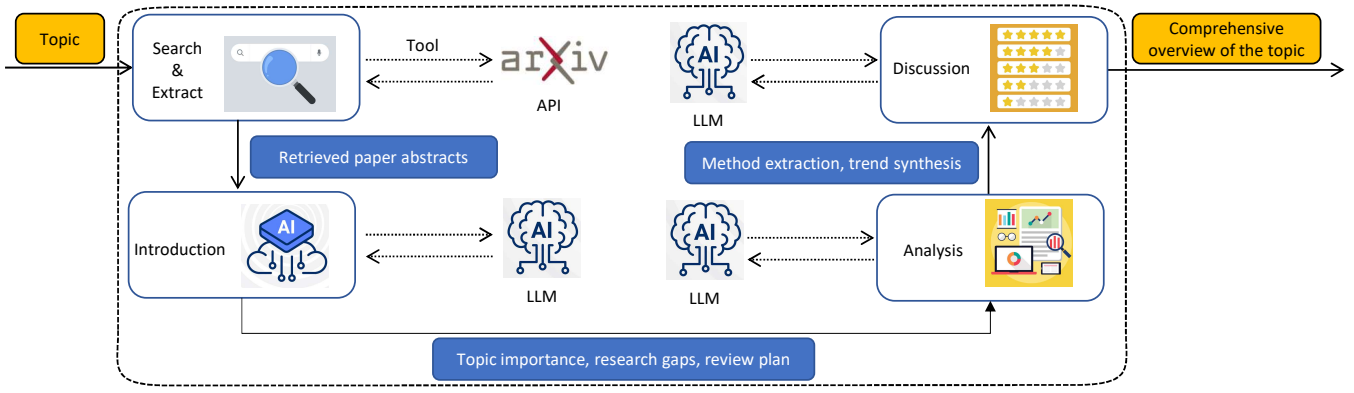 Topic
Search
&
Extract
Tool
arXiv
API
AI
LLM
Discussion
Comprehensive
overview of the topic
Retrieved paper abstracts
Method extraction, trend synthesis
Introduction
AI
AI
LLM
AI
LLM
Analysis
Topic importance, research gaps, review plan